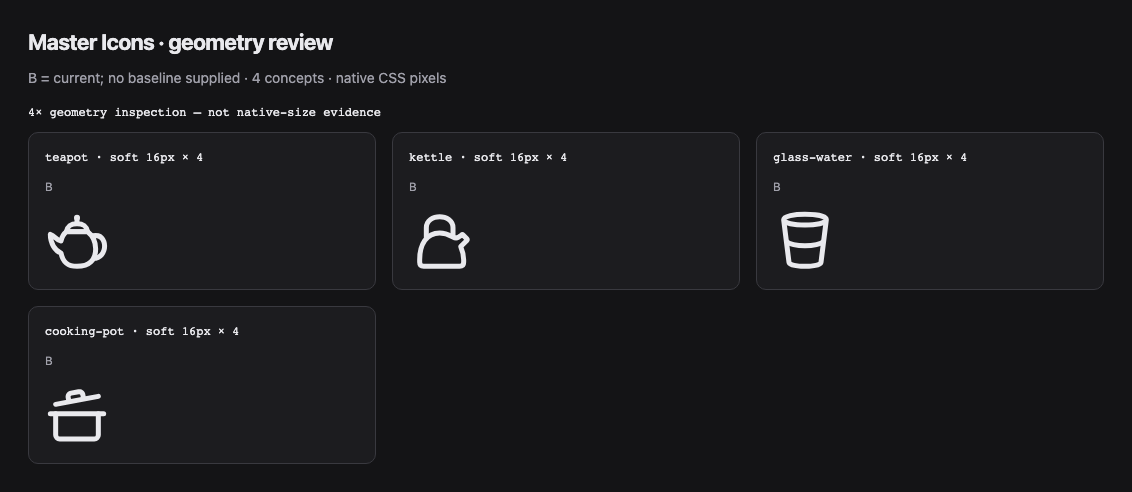 Master Icons · geometry review
B = current; no baseline supplied · 4 concepts · native CSS pixels
4× geometry inspection — not native-size evidence
teapot · soft 16px × 4
B
kettle · soft 16px × 4
B
glass-water · soft 16px × 4
B
cooking-pot · soft 16px × 4
B